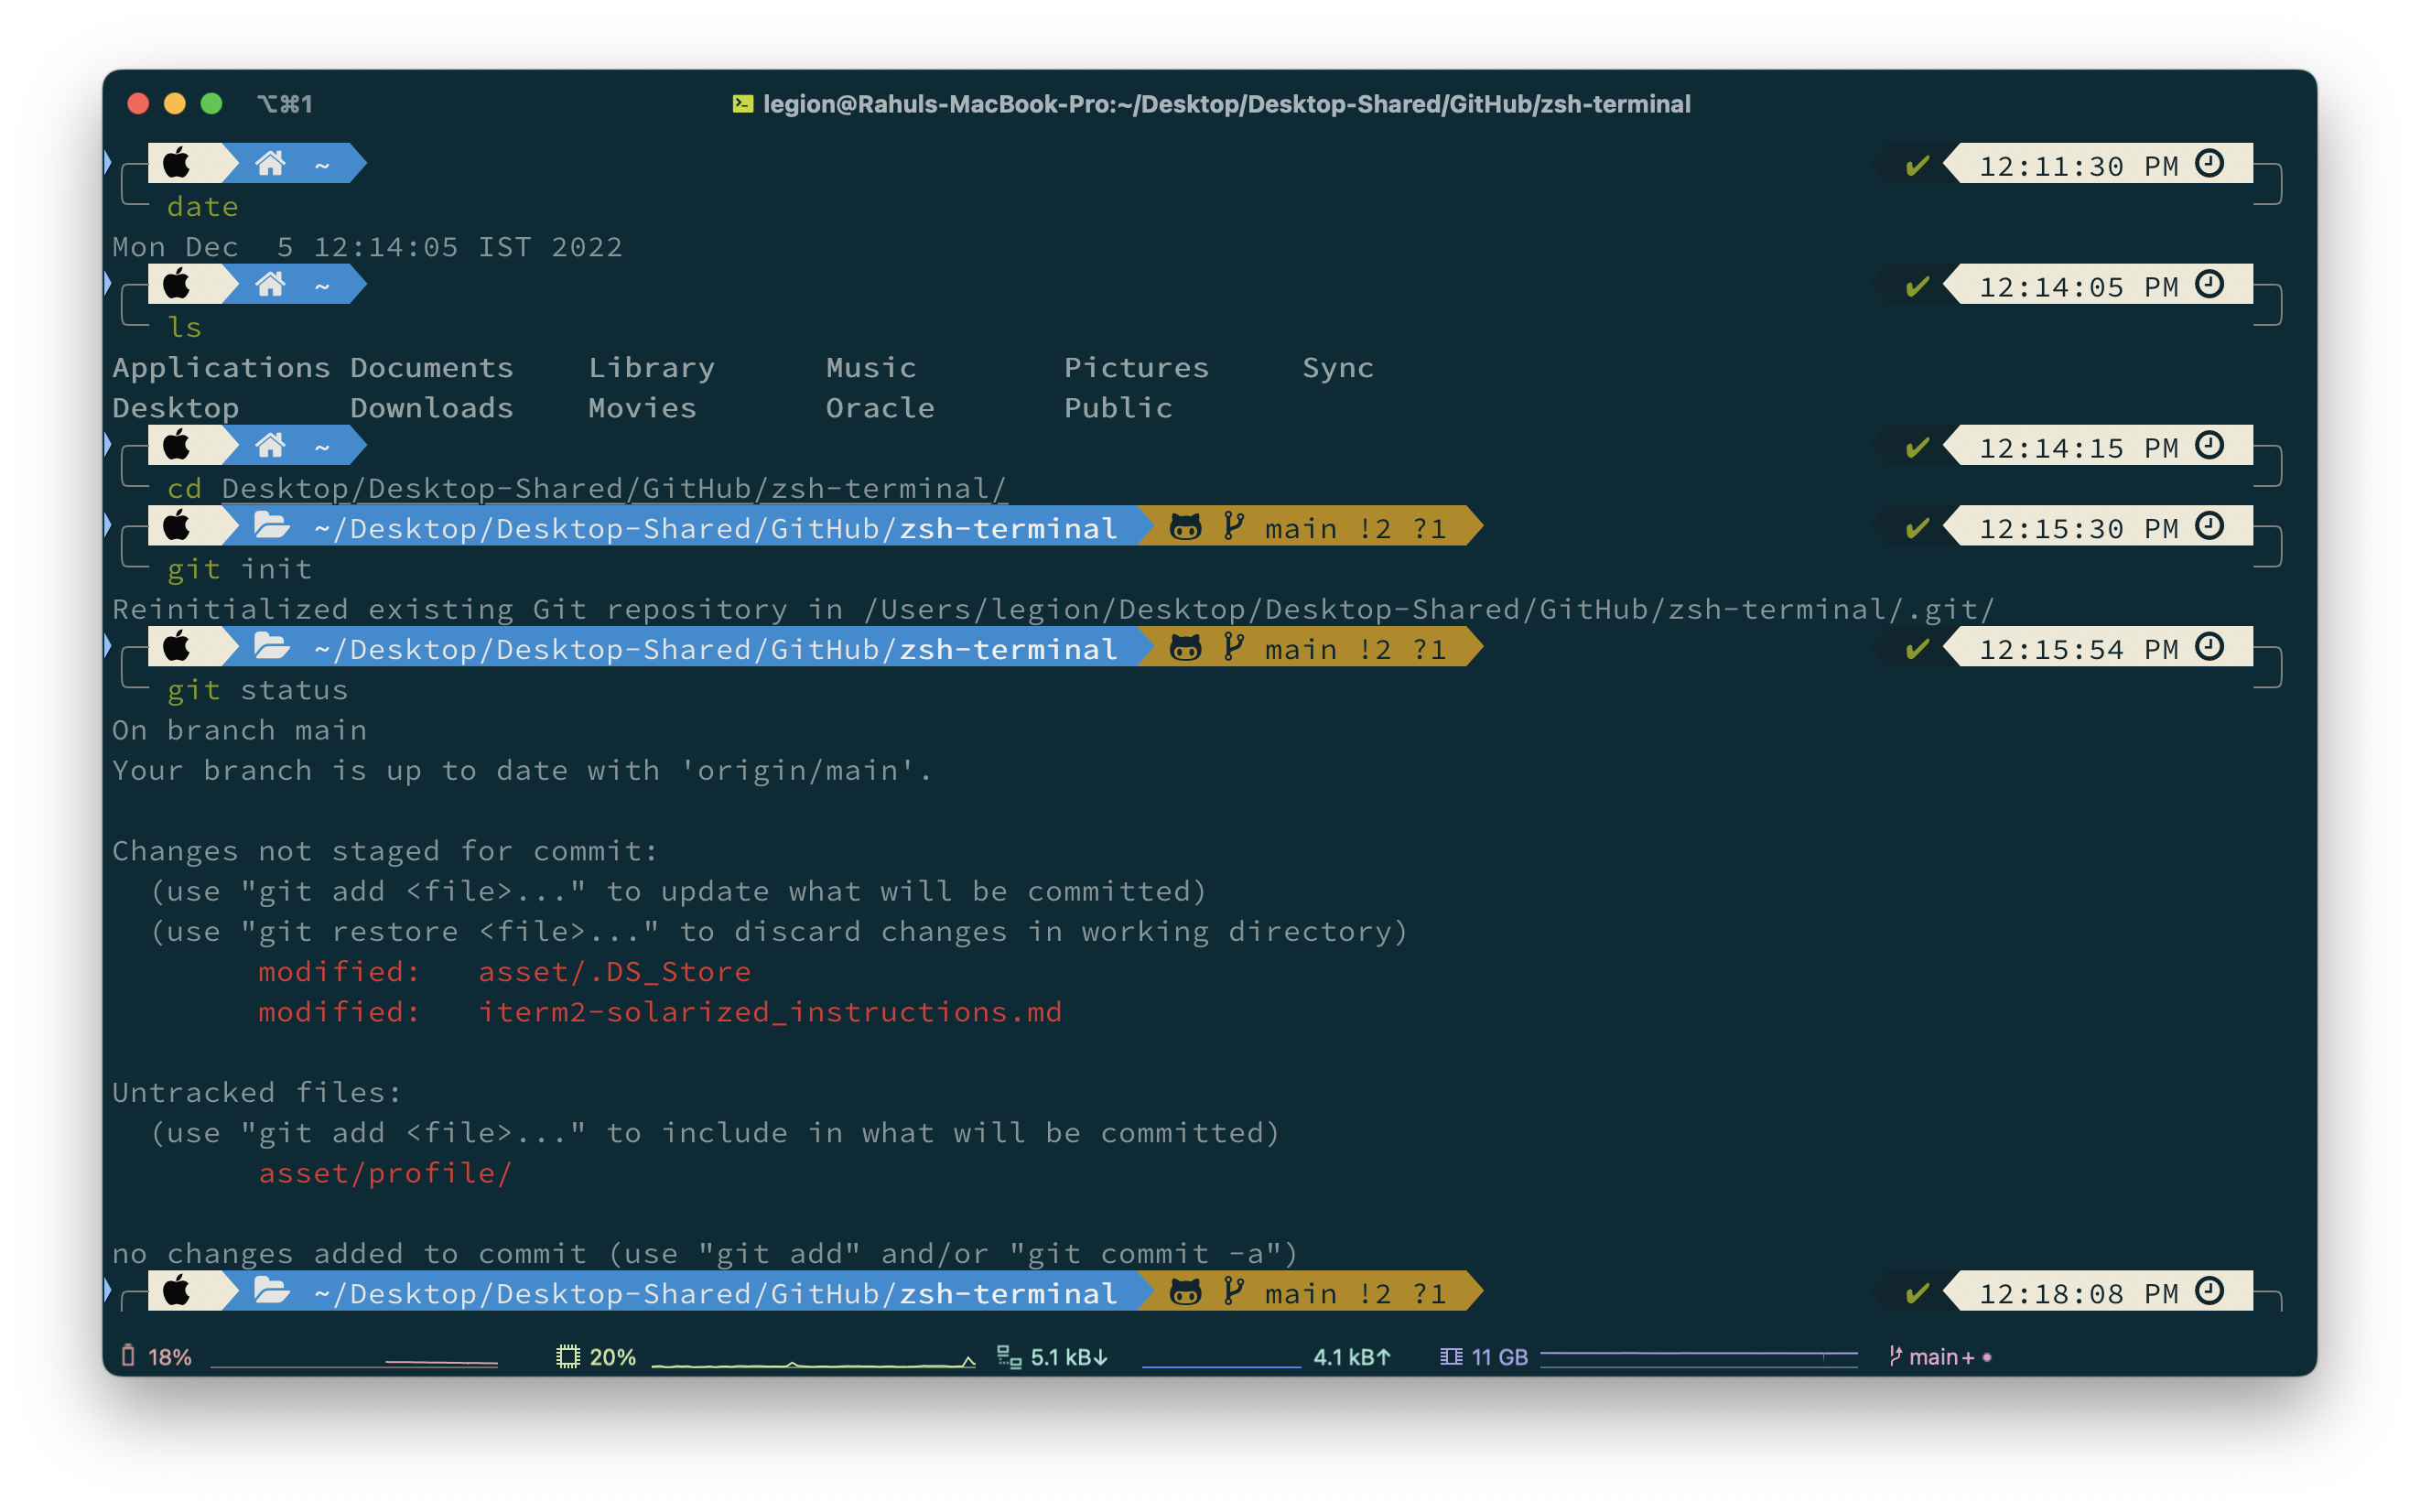 ⌥⌘1 legion@Rahuls-MacBook-Pro:~/Desktop/Desktop-Shared/GitHub/zsh-terminal
~ ✔ 12:11:30 PM
date
Mon Dec  5 12:14:05 IST 2022
~ ✔ 12:14:05 PM
ls
Applications Documents    Library      Music        Pictures     Sync
Desktop      Downloads    Movies       Oracle       Public
~ ✔ 12:14:15 PM
cd Desktop/Desktop-Shared/GitHub/zsh-terminal/
~/Desktop/Desktop-Shared/GitHub/zsh-terminal main !2 ?1 ✔ 12:15:30 PM
git init
Reinitialized existing Git repository in /Users/legion/Desktop/Desktop-Shared/GitHub/zsh-terminal/.git/
~/Desktop/Desktop-Shared/GitHub/zsh-terminal main !2 ?1 ✔ 12:15:54 PM
git status
On branch main
Your branch is up to date with 'origin/main'.
Changes not staged for commit:
  (use "git add <file>..." to update what will be committed)
  (use "git restore <file>..." to discard changes in working directory)
        modified:   asset/.DS_Store
        modified:   iterm2-solarized_instructions.md
Untracked files:
  (use "git add <file>..." to include in what will be committed)
        asset/profile/
no changes added to commit (use "git add" and/or "git commit -a")
~/Desktop/Desktop-Shared/GitHub/zsh-terminal main !2 ?1 ✔ 12:18:08 PM
18% 20% 5.1 kB↓ 4.1 kB↑ 11 GB main+ ●